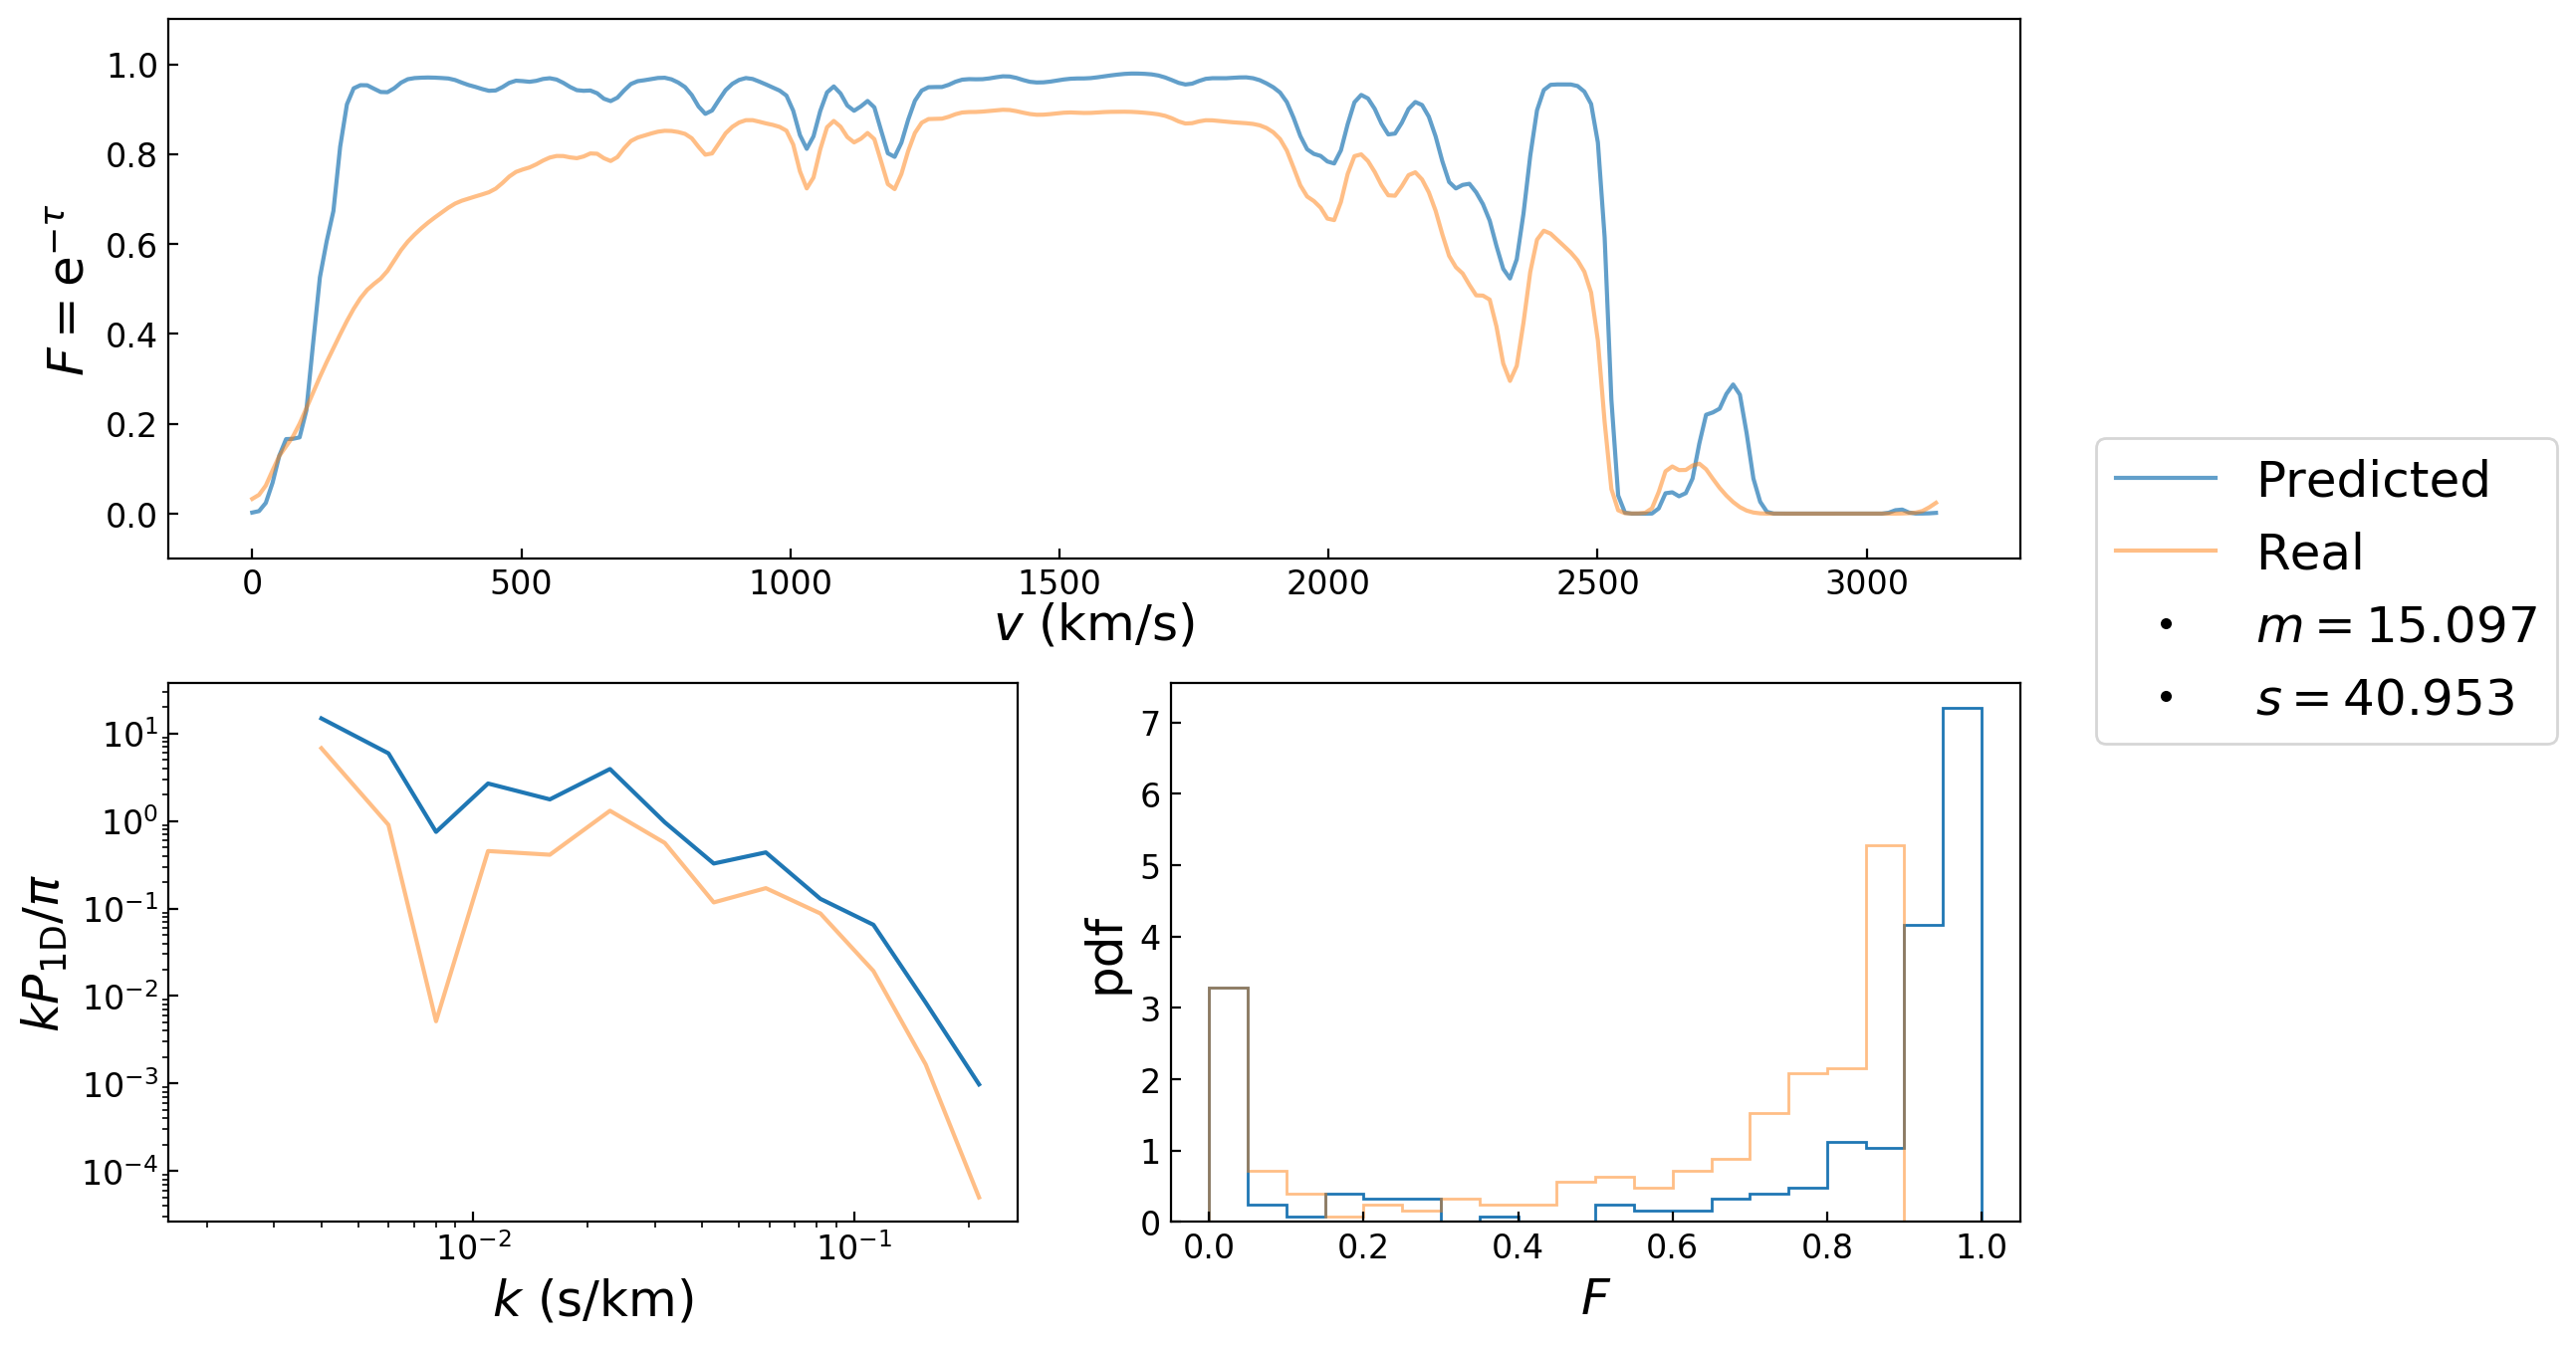 1.0
0.8
0.6
0.4
0.2
0.0
F = e^{−τ}
0 500 1000 1500 2000 2500 3000
v (km/s)
Predicted
Real
m = 15.097
s = 40.953
10^1
10^0
10^{−1}
10^{−2}
10^{−3}
10^{−4}
kP_{1D}/π
10^{−2} 10^{−1}
k (s/km)
7
6
5
4
3
2
1
0
pdf
0.0 0.2 0.4 0.6 0.8 1.0
F